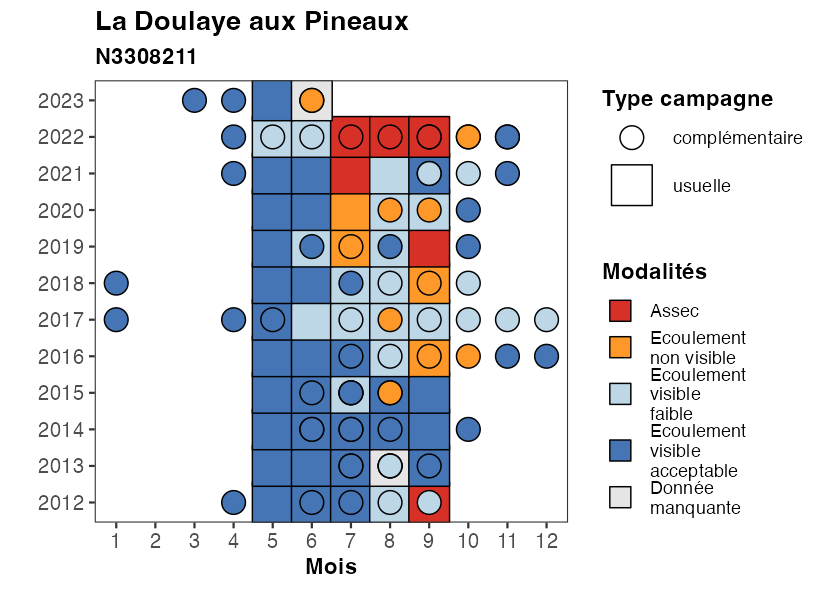 La Doulaye aux Pineaux
N3308211
2023
2022
2021
2020
2019
2018
2017
2016
2015
2014
2013
2012
1 2 3 4 5 6 7 8 9 10 11 12
Mois
Type campagne
complémentaire
usuelle
Modalités
Assec
Ecoulement
non visible
Ecoulement
visible
faible
Ecoulement
visible
acceptable
Donnée
manquante